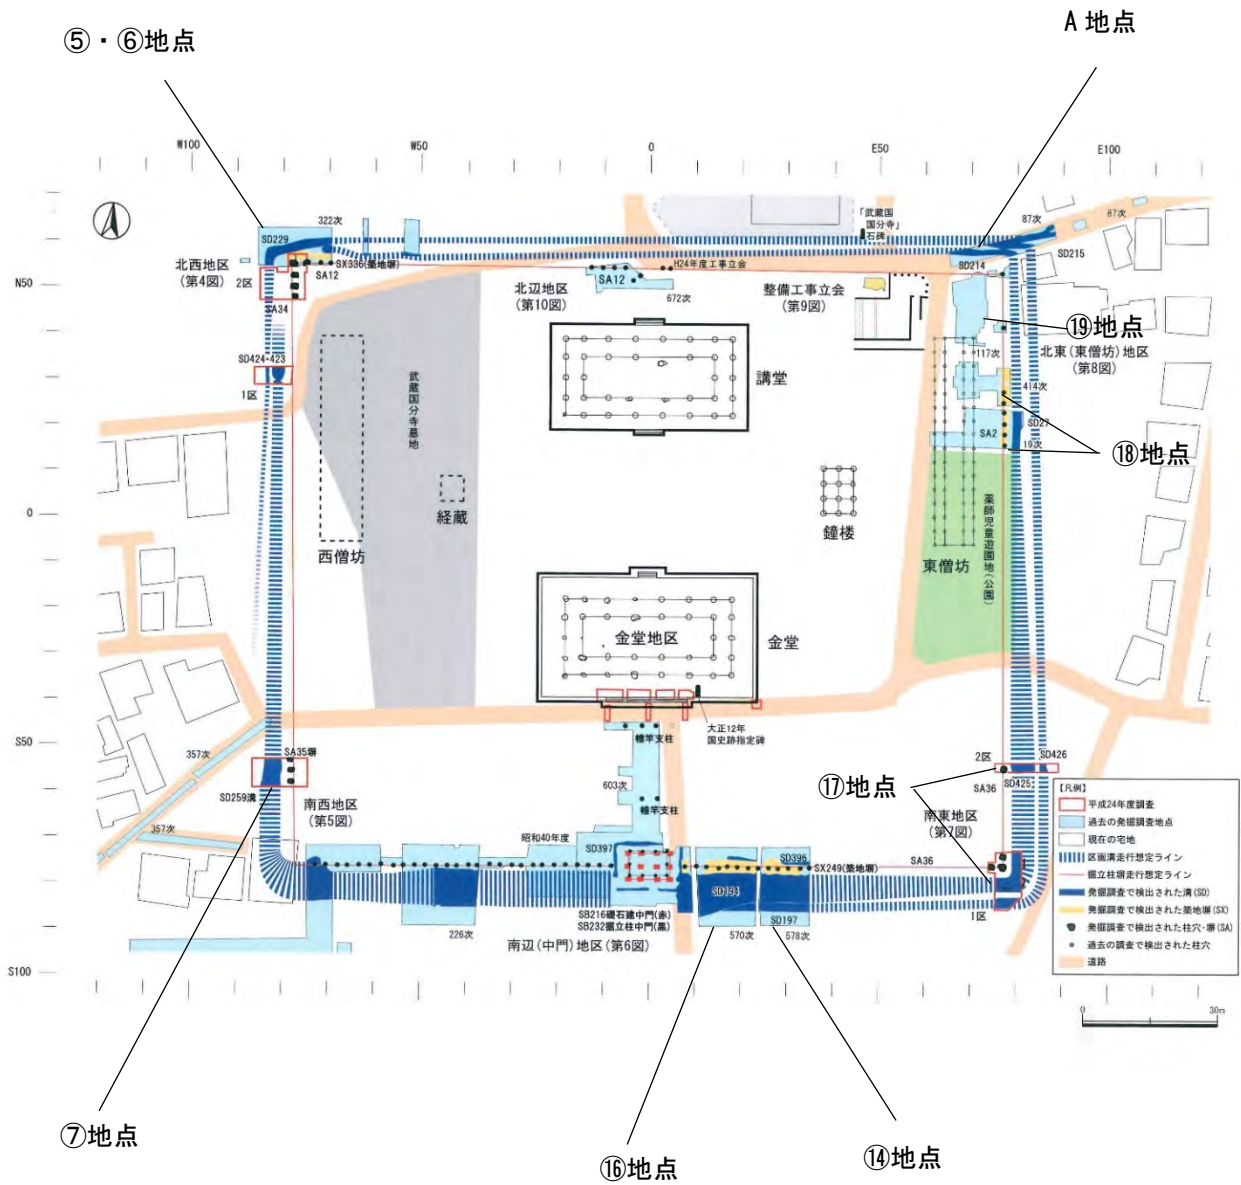 ⑤・⑥地点
A 地点
W100
W50
0
E50
E100
322次
SD229
北西地区
(第4図)
2区
SX336(築地塀)
SA12
SA34
N50
「武蔵国
国分寺」
石碑
87次
87次
SD215
SD214
H24年度工事立会
SA12
北辺地区
(第10図)
672次
整備工事立会
(第9図)
⑲地点
北東(東僧坊)地区
(第8図)
117次
SD424・423
1区
武蔵国分寺墓地
講堂
414次
SD27
SA2
19次
⑱地点
0
西僧坊
経蔵
鐘楼
東僧坊
薬師児童遊園地(公園)
金堂地区
金堂
大正12年
国史跡指定碑
幢竿支柱
S50
357次
SA35塀
SD259溝
南西地区
(第5図)
357次
603次
幢竿支柱
2区
SD426
SA36
SD425
⑰地点
南東地区
(第7図)
昭和40年度
SD397
SD396
SX249(築地塀)
SA36
SD194
SD197
1区
SB216礎石建中門(赤)
SB232掘立柱中門(黒)
226次
南辺(中門)地区(第6図)
570次
578次
S100
【凡例】
平成24年度調査
過去の発掘調査地点
現在の宅地
区画溝走行想定ライン
掘立柱塀走行想定ライン
発掘調査で検出された溝(SD)
発掘調査で検出された築地塀(SX)
発掘調査で検出された柱穴・塀(SA)
過去の調査で検出された柱穴
道路
0
30m
⑦地点
⑯地点
⑭地点